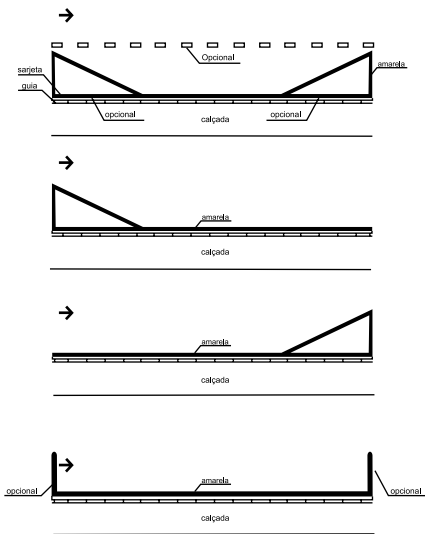 Opcional
sarjeta
amarela
guia
opcional
opcional
calçada
amarela
calçada
amarela
calçada
amarela
opcional
opcional
calçada